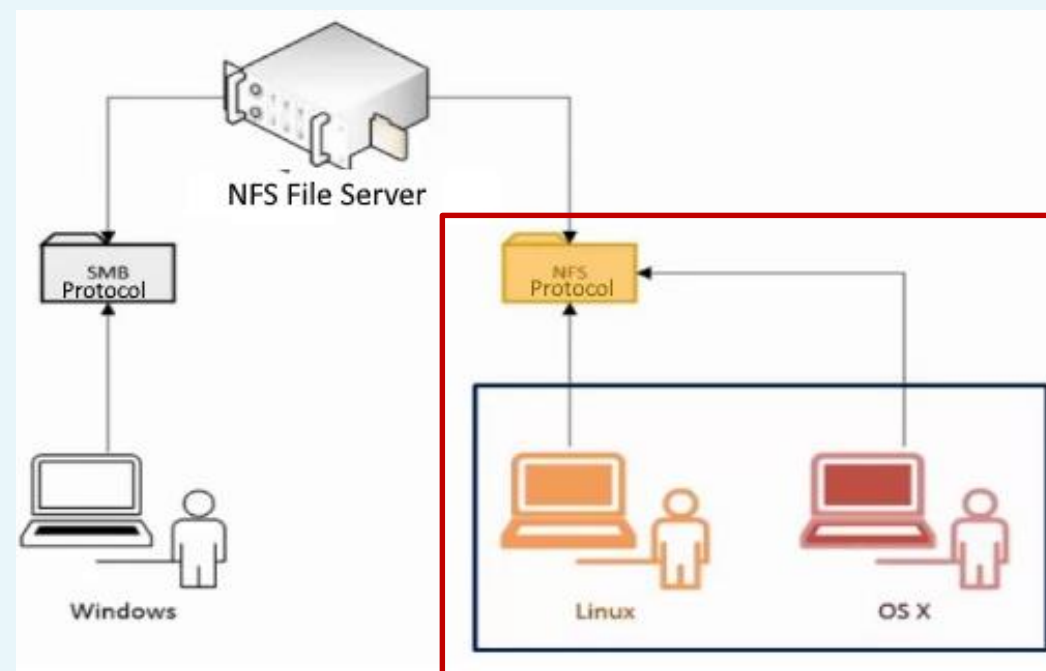 NFS File Server
SMB
Protocol
NFS
Protocol
Windows
Linux
OS X